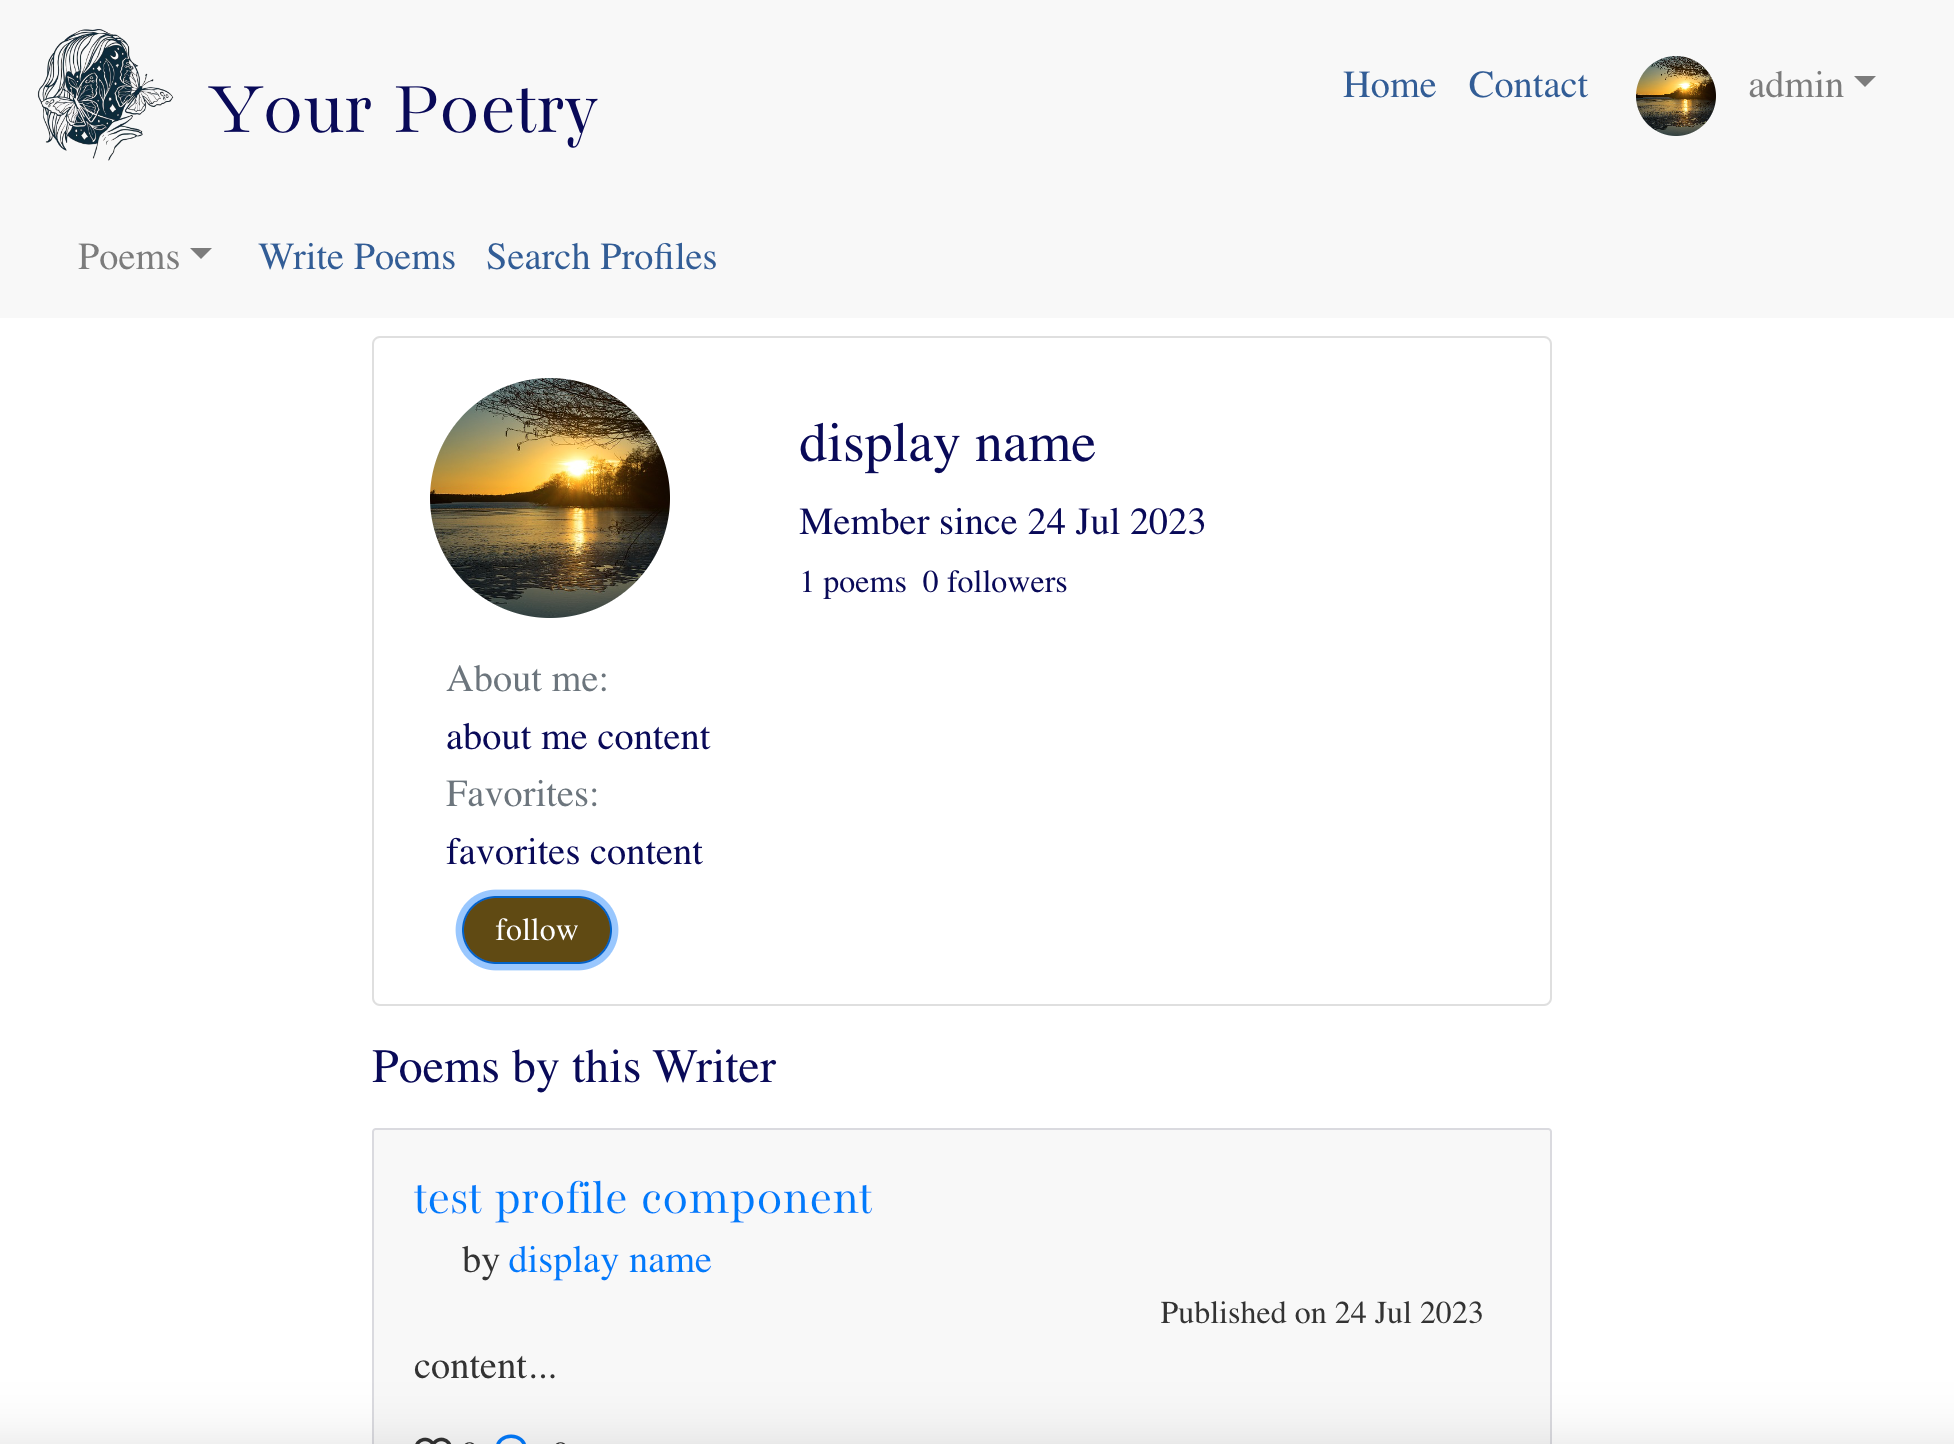 Your Poetry
Home Contact admin
Poems Write Poems Search Profiles
display name
Member since 24 Jul 2023
1 poems 0 followers
About me:
about me content
Favorites:
favorites content
follow
Poems by this Writer
test profile component
by display name
Published on 24 Jul 2023
content...